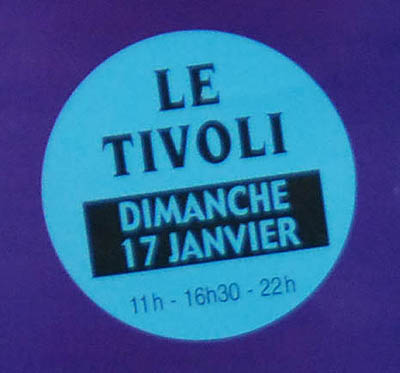 LE
TIVOLI
DIMANCHE
17 JANVIER
11h - 16h30 - 22h